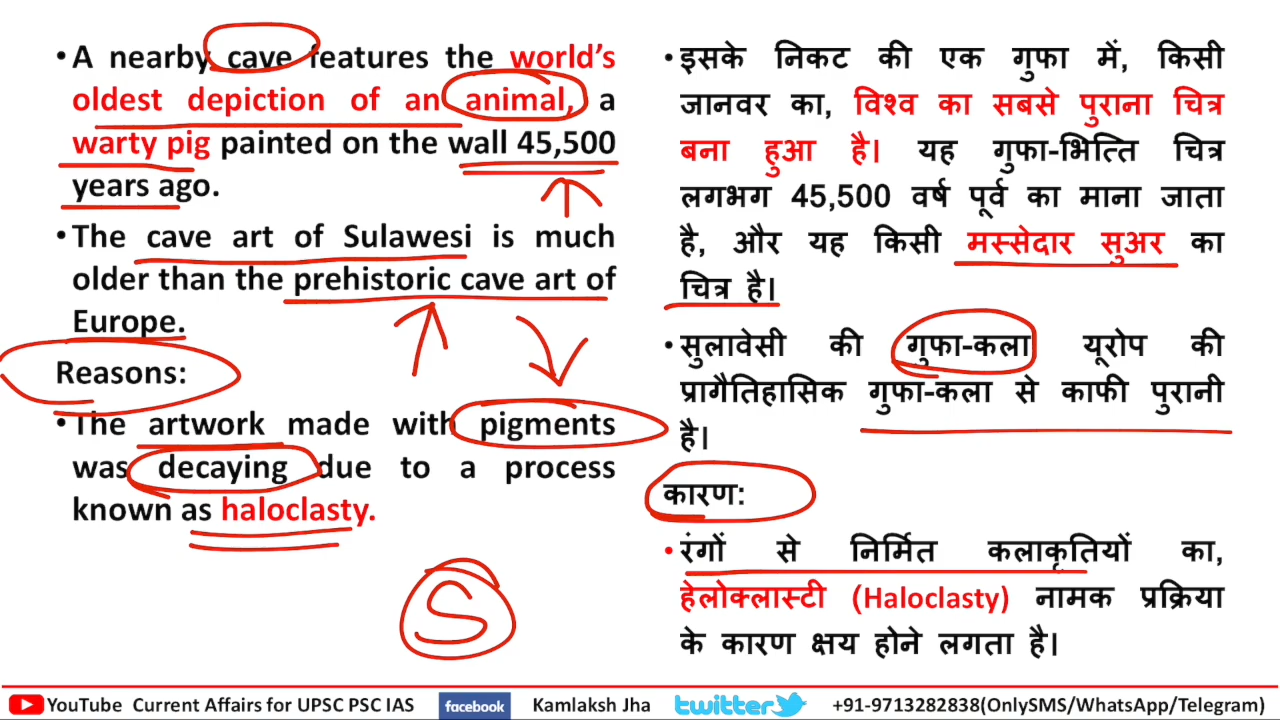 • A nearby cave features the world's
oldest depiction of an animal, a
warty pig painted on the wall 45,500
years ago.
• The cave art of Sulawesi is much
older than the prehistoric cave art of
Europe.
Reasons:
• The artwork made with pigments
was decaying due to a process
known as haloclasty.
S
• इसके निकट की एक गुफा में, किसी
जानवर का, विश्व का सबसे पुराना चित्र
बना हुआ है। यह गुफा-भित्ति चित्र
लगभग 45,500 वर्ष पूर्व का माना जाता
है, और यह किसी मस्सेदार सुअर का
चित्र है।
• सुलावेसी की गुफा-कला यूरोप की
प्रागैतिहासिक गुफा-कला से काफी पुरानी
है।
कारण:
• रंगों से निर्मित कलाकृतियों का,
हेलोक्लास्टी (Haloclasty) नामक प्रक्रिया
के कारण क्षय होने लगता है।
YouTube Current Affairs for UPSC PSC IAS facebook Kamlaksh Jha twitter +91-9713282838(OnlySMS/WhatsApp/Telegram)